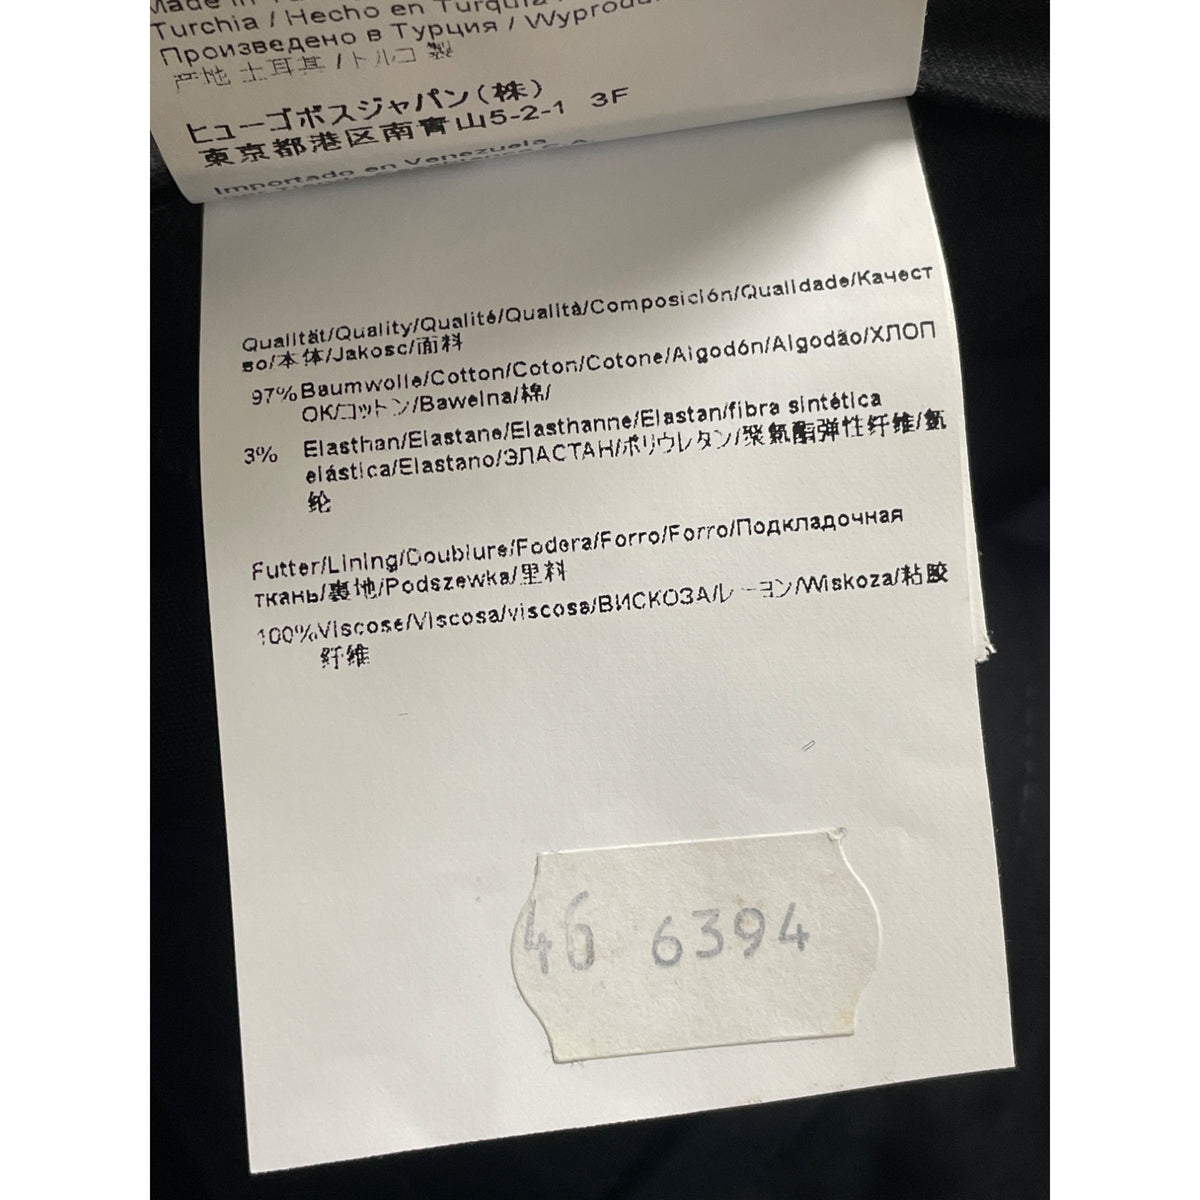 Made in
Turchia / Hecho en Turquía
Произведено в Турция / Wyprodu
産地 土耳其 / トルコ 製
ヒューゴボスジャパン(株)
東京都港区南青山5-2-1 3F
Importado en Venezuela
Qualität/Quality/Qualité/Qualità/Composición/Qualidade/Качест
во/本体/Jakosc/面料
97% Baumwolle/Cotton/Coton/Cotone/Algodón/Algodão/ХЛОП
ОК/コットン/Bawelna/棉/
3% Elasthan/Elastane/Elasthanne/Elastan/fibra sintética
elástica/Elastano/ЭЛАСТАН/ポリウレタン/聚氨酯弹性纤维/氨
纶
Futter/Lining/Doublure/Fodera/Forro/Forro/Подкладочная
ткань/裏地/Podszewka/里料
100% Viscose/Viscosa/viscosa/ВИСКОЗА/レーヨン/Wiskoza/粘胶
纤维
46 6394